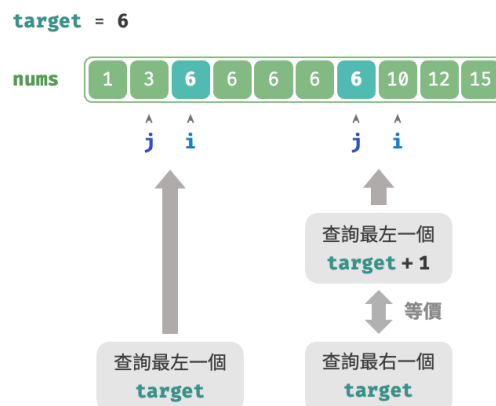 target = 6
nums 1 3 6 6 6 6 6 10 12 15
j i j i
查詢最左一個
target + 1
等價
查詢最左一個
target
查詢最右一個
target